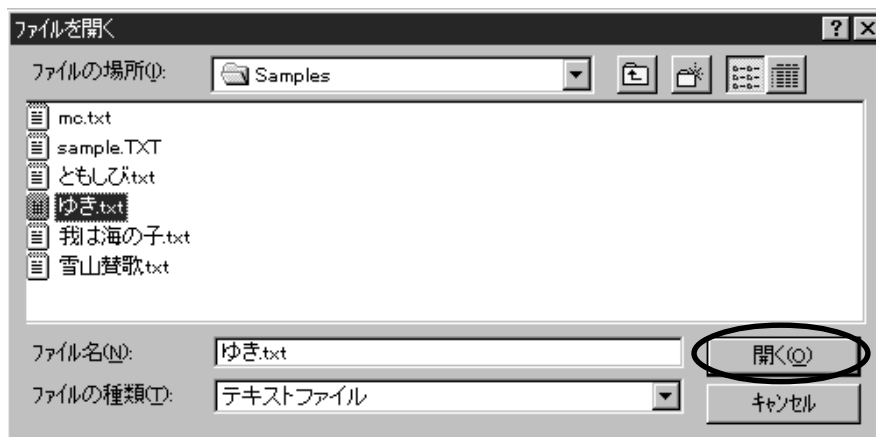 ファイルを開く
ファイルの場所(I):
Samples
mc.txt
sample.TXT
ともしび.txt
ゆき.txt
我は海の子.txt
雪山賛歌.txt
ファイル名(N):
ゆき.txt
開く(O)
ファイルの種類(T):
テキストファイル
キャンセル